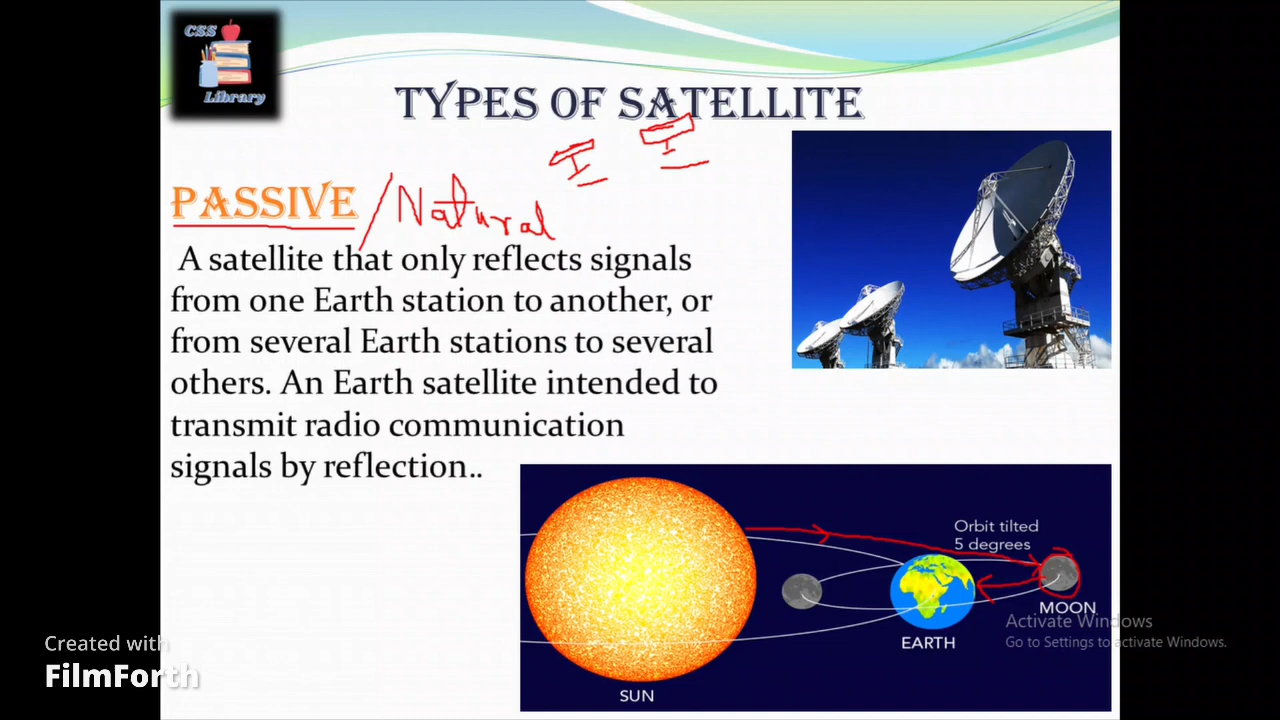 CSS
Library
TYPES OF SATELLITE
PASSIVE / Natural
A satellite that only reflects signals
from one Earth station to another, or
from several Earth stations to several
others. An Earth satellite intended to
transmit radio communication
signals by reflection..
Orbit tilted
5 degrees
MOON
EARTH
SUN
Activate Windows
Go to Settings to activate Windows.
Created with
FilmForth